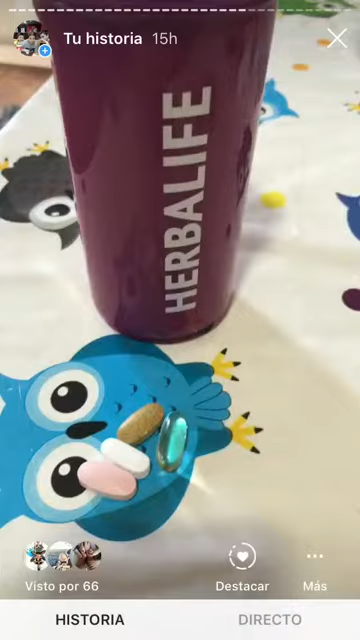 Tu historia 15h
HERBALIFE
Visto por 66
Destacar
Más
HISTORIA
DIRECTO